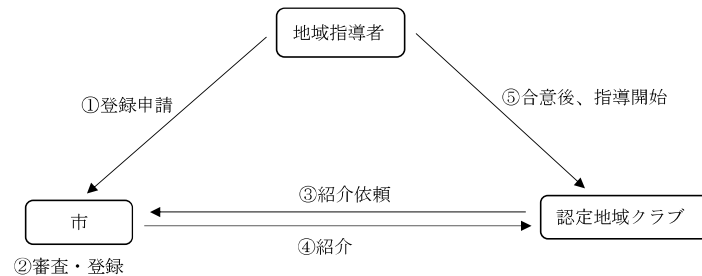 地域指導者
①登録申請
⑤合意後、指導開始
③紹介依頼
市
認定地域クラブ
④紹介
②審査・登録